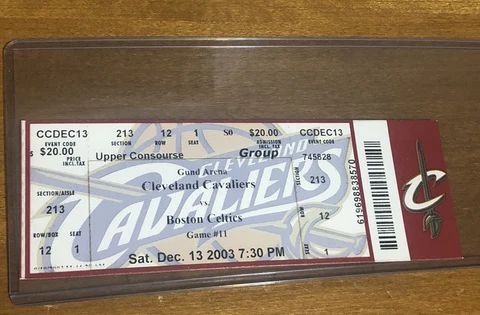 CCDEC13 213 12 1 S0 $20.00 CCDEC13
EVENT CODE SECTION ROW SEAT ADMISSION EVENT CODE
$20.00 INCL.TAX
PRICE INCL.TAX
Upper Consourse Group 745828
Gund Arena
CLEVELAND
CAVALIERS
Cleveland Cavaliers
vs.
Boston Celtics
Game #11
Sat. Dec. 13 2003 7:30 PM
SECTION/AISLE
213
ROW/BOX SEAT
12 1
SECTION
213
ROW
12
SEAT
1
619698838570
C